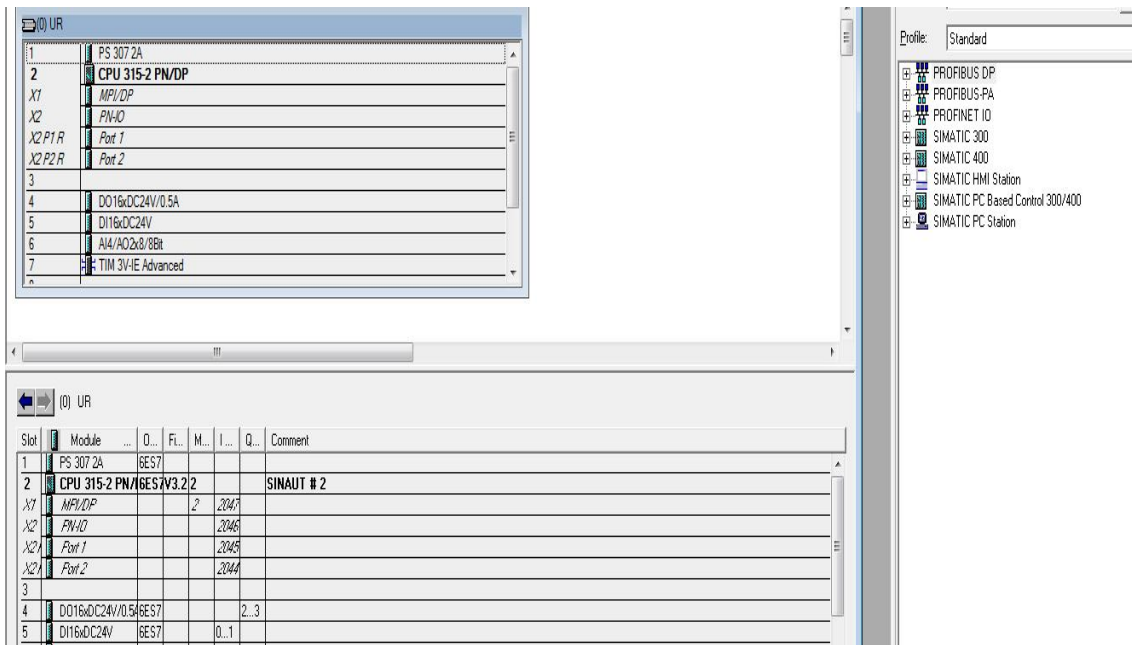 (0) UR
1 PS 307 2A
2 CPU 315-2 PN/DP
X1 MPI/DP
X2 PN-IO
X2 P1 R Port 1
X2 P2 R Port 2
3
4 DO16xDC24V/0.5A
5 DI16xDC24V
6 AI4/AO2x8/8Bit
7 TIM 3V-IE Advanced
Profile: Standard
PROFIBUS DP
PROFIBUS-PA
PROFINET IO
SIMATIC 300
SIMATIC 400
SIMATIC HMI Station
SIMATIC PC Based Control 300/400
SIMATIC PC Station
(0) UR
Slot Module ... O... Fi... M... I ... Q... Comment
1 PS 307 2A 6ES7
2 CPU 315-2 PN/ 6ES7 V3.2 2 SINAUT # 2
X1 MPI/DP 2 2047
X2 PN-IO 2046
X2 Port 1 2045
X2 Port 2 2044
3
4 DO16xDC24V/0.5 6ES7 2...3
5 DI16xDC24V 6ES7 0...1